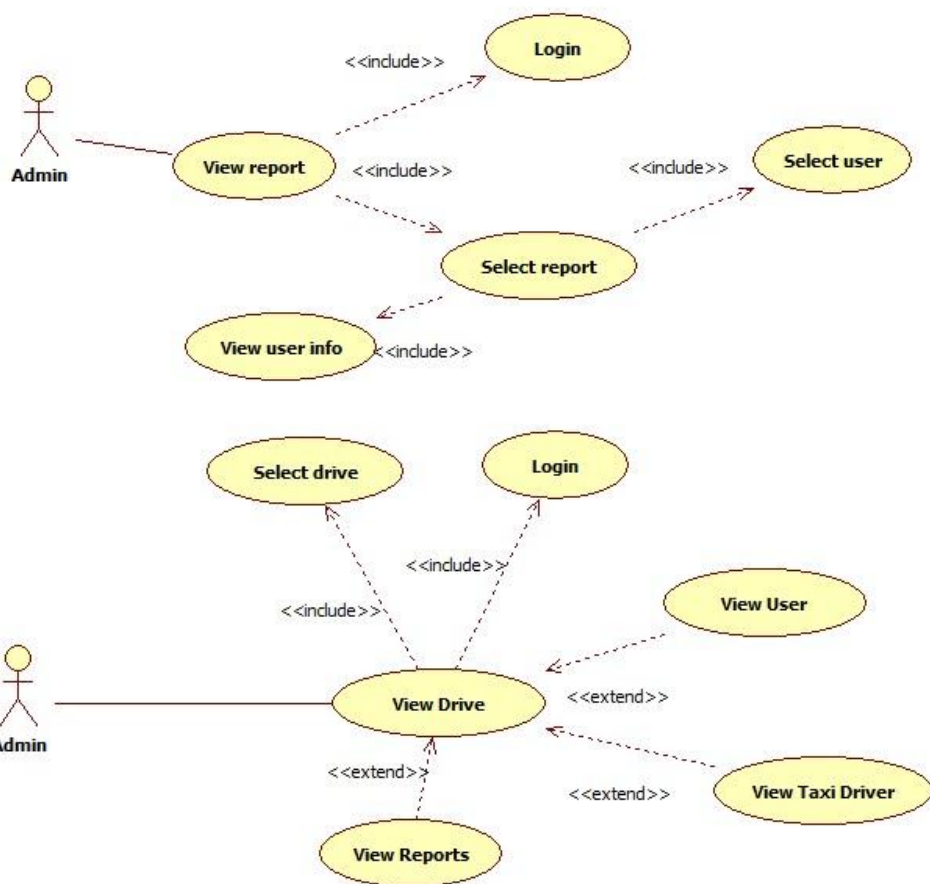 Login
<<include>>
Admin
View report
<<include>>
<<include>>
Select user
Select report
View user info
<<include>>
Select drive
Login
<<include>>
<<include>>
View User
Admin
View Drive
<<extend>>
<<extend>>
<<extend>>
View Taxi Driver
View Reports